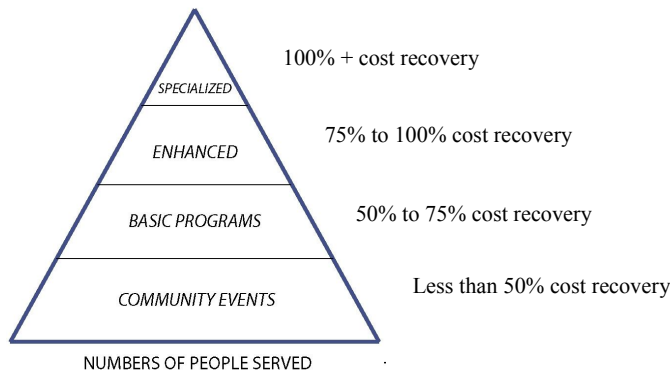 100% + cost recovery
SPECIALIZED
75% to 100% cost recovery
ENHANCED
50% to 75% cost recovery
BASIC PROGRAMS
Less than 50% cost recovery
COMMUNITY EVENTS
NUMBERS OF PEOPLE SERVED